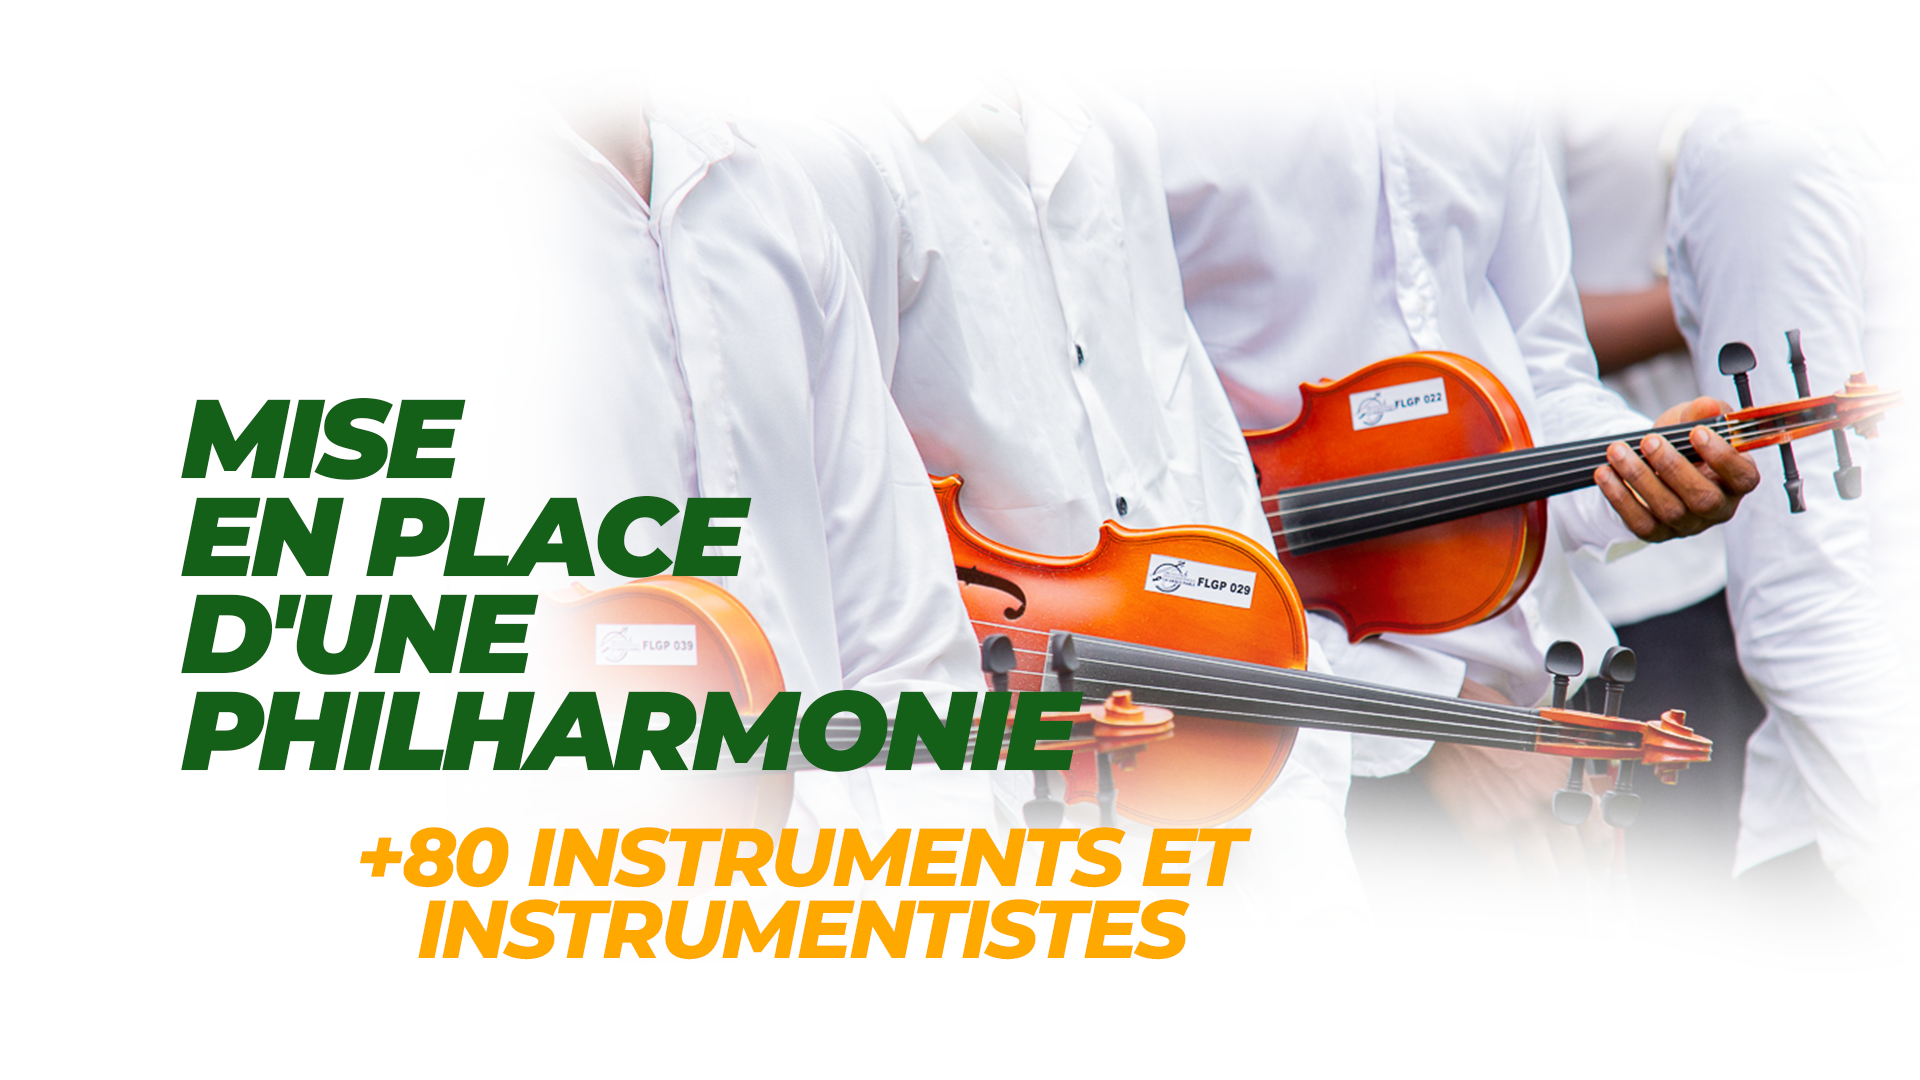 MISE
EN PLACE
D'UNE
PHILHARMONIE
+80 INSTRUMENTS ET
INSTRUMENTISTES
FLGP 022
FLGP 029
FLGP 039